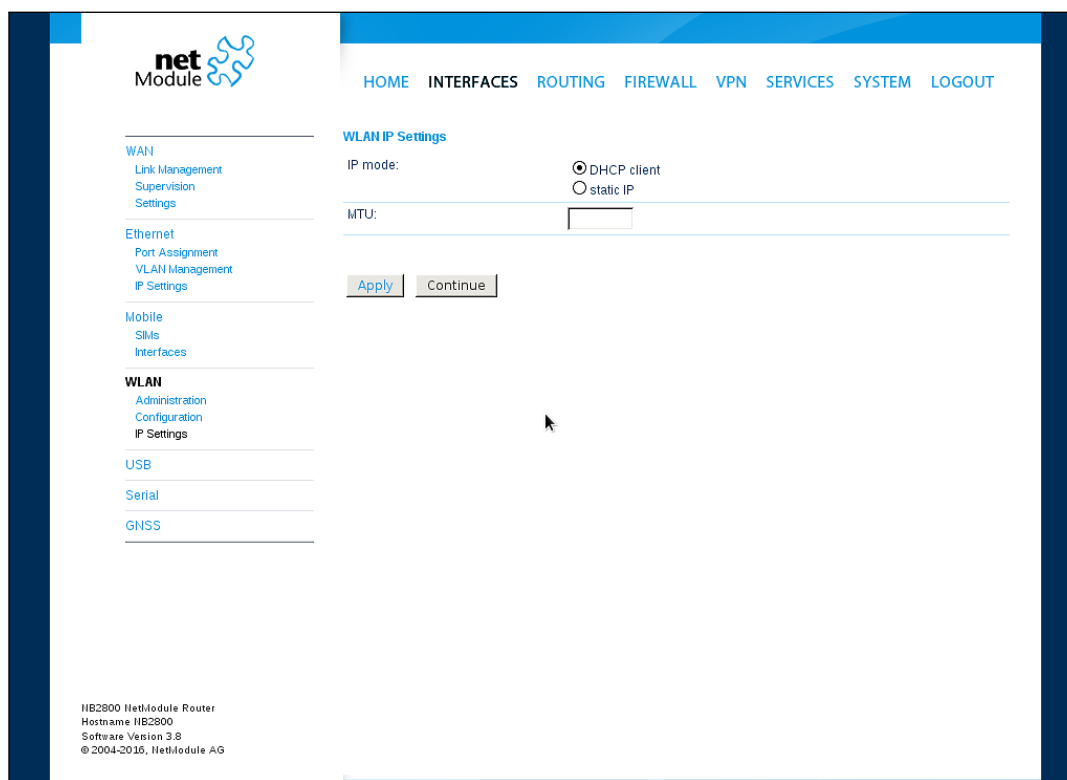 net
Module
HOME INTERFACES ROUTING FIREWALL VPN SERVICES SYSTEM LOGOUT
WAN
Link Management
Supervision
Settings
Ethernet
Port Assignment
VLAN Management
IP Settings
Mobile
SIMs
Interfaces
WLAN
Administration
Configuration
IP Settings
USB
Serial
GNSS
WLAN IP Settings
IP mode:
DHCP client
static IP
MTU:
Apply Continue
NB2800 NetModule Router
Hostname NB2800
Software Version 3.8
© 2004-2016, NetModule AG